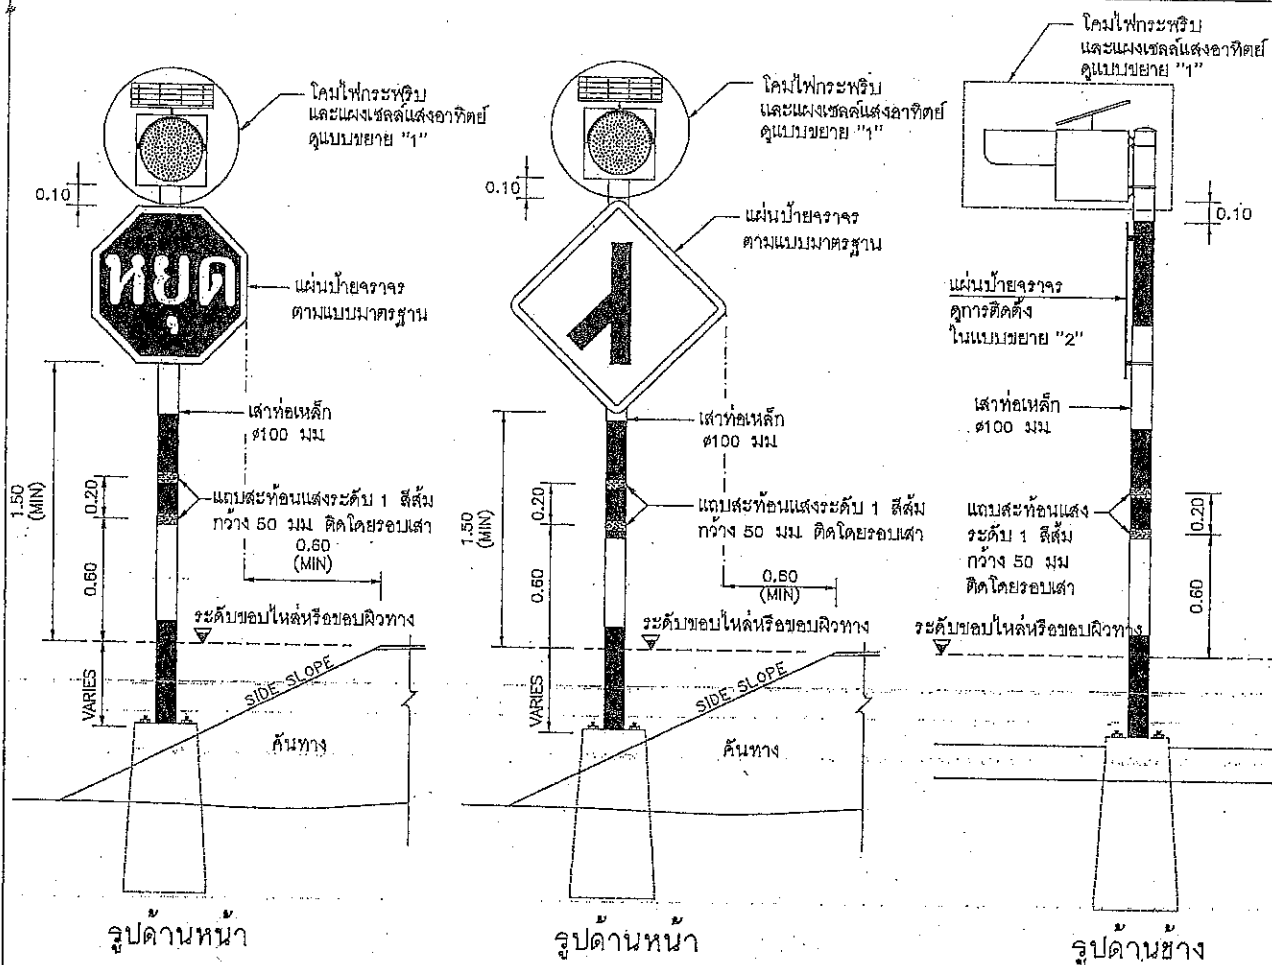 โคมไฟกระพริบ
และแผงเซลล์แสงอาทิตย์
ดูแบบขยาย "1"
0.10
หยุด
แผ่นป้ายจราจร
ตามแบบมาตรฐาน
เสาท่อเหล็ก
ø100 มม
1.50
(MIN)
0.20
แถบสะท้อนแสงระดับ 1 สีส้ม
กว้าง 50 มม ติดโดยรอบเสา
0.60
(MIN)
0.60
ระดับขอบไหล่หรือขอบผิวทาง
VARIES
SIDE SLOPE
คันทาง
รูปด้านหน้า
โคมไฟกระพริบ
และแผงเซลล์แสงอาทิตย์
ดูแบบขยาย "1"
0.10
แผ่นป้ายจราจร
ตามแบบมาตรฐาน
เสาท่อเหล็ก
ø100 มม
1.50
(MIN)
0.20
แถบสะท้อนแสงระดับ 1 สีส้ม
กว้าง 50 มม ติดโดยรอบเสา
0.60
(MIN)
0.60
ระดับขอบไหล่หรือขอบผิวทาง
VARIES
SIDE SLOPE
คันทาง
รูปด้านหน้า
โคมไฟกระพริบ
และแผงเซลล์แสงอาทิตย์
ดูแบบขยาย "1"
0.10
แผ่นป้ายจราจร
ดูการติดตั้ง
ในแบบขยาย "2"
เสาท่อเหล็ก
ø100 มม
แถบสะท้อนแสง
ระดับ 1 สีส้ม
กว้าง 50 มม
ติดโดยรอบเสา
0.20
0.60
ระดับขอบไหล่หรือขอบผิวทาง
รูปด้านข้าง